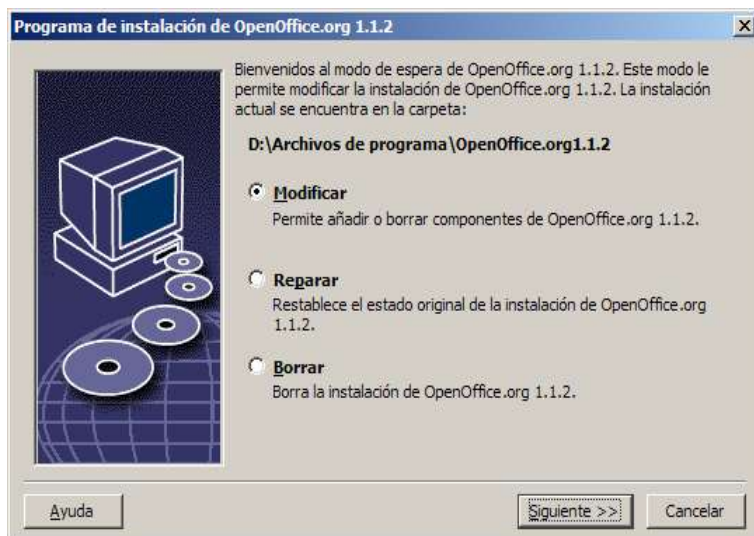 Programa de instalación de OpenOffice.org 1.1.2
Bienvenidos al modo de espera de OpenOffice.org 1.1.2. Este modo le
permite modificar la instalación de OpenOffice.org 1.1.2. La instalación
actual se encuentra en la carpeta:
D:\Archivos de programa\OpenOffice.org1.1.2
Modificar
Permite añadir o borrar componentes de OpenOffice.org 1.1.2.
Reparar
Restablece el estado original de la instalación de OpenOffice.org
1.1.2.
Borrar
Borra la instalación de OpenOffice.org 1.1.2.
Ayuda
Siguiente >>
Cancelar